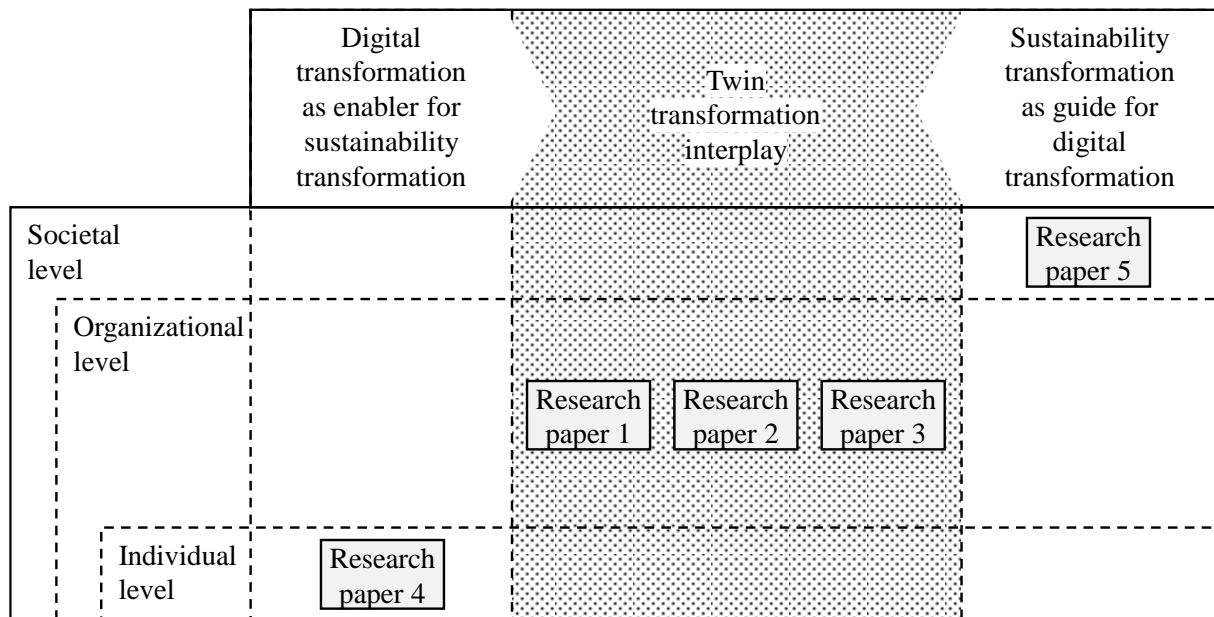 Digital
transformation
as enabler for
sustainability
transformation
Twin
transformation
interplay
Sustainability
transformation
as guide for
digital
transformation
Societal
level
Research
paper 5
Organizational
level
Research
paper 1
Research
paper 2
Research
paper 3
Individual
level
Research
paper 4